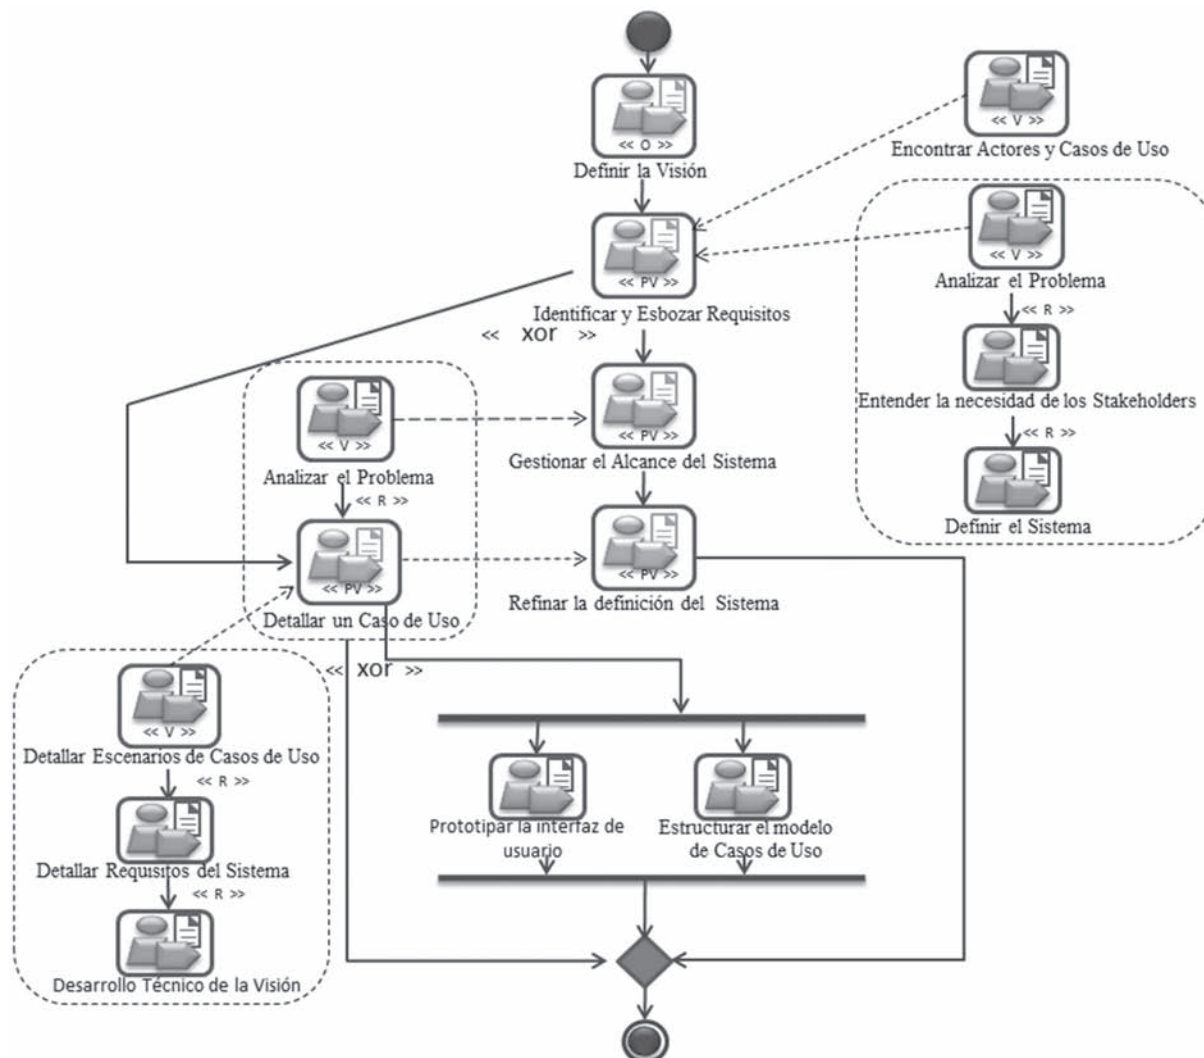 << O >>
Definir la Visión
<< V >>
Encontrar Actores y Casos de Uso
<< PV >>
Identificar y Esbozar Requisitos
<< V >>
Analizar el Problema
<< R >>
Entender la necesidad de los Stakeholders
<< R >>
Definir el Sistema
<< xor >>
<< V >>
Analizar el Problema
<< R >>
<< PV >>
Gestionar el Alcance del Sistema
<< PV >>
Detallar un Caso de Uso
<< PV >>
Refinar la definición del Sistema
<< xor >>
<< V >>
Detallar Escenarios de Casos de Uso
<< R >>
Detallar Requisitos del Sistema
<< R >>
Desarrollo Técnico de la Visión
Prototipar la interfaz de
usuario
Estructurar el modelo
de Casos de Uso